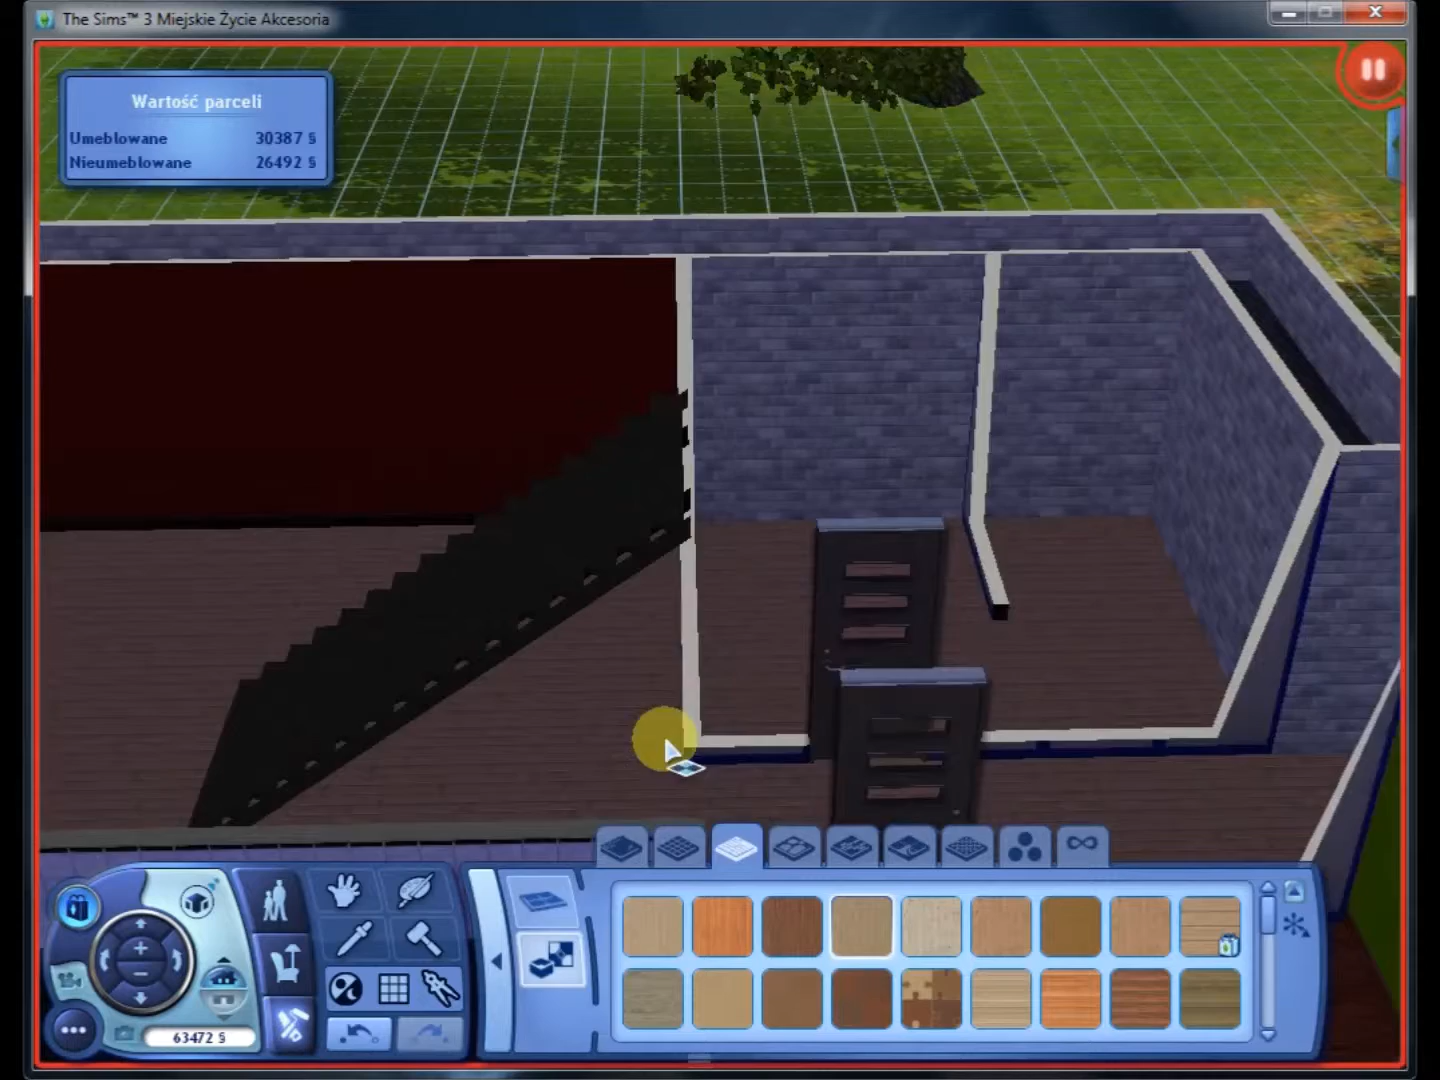 The Sims™ 3 Miejskie Życie Akcesoria
Wartość parceli
Umeblowane 30387 §
Nieumeblowane 26492 §
63472 §